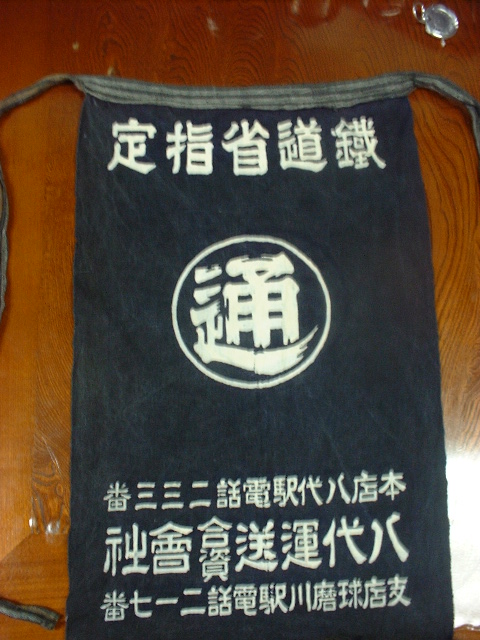 鐵道省指定
通
本店八代駅電話二三三番
八代運送合資會社
支店球磨川駅電話二一七番